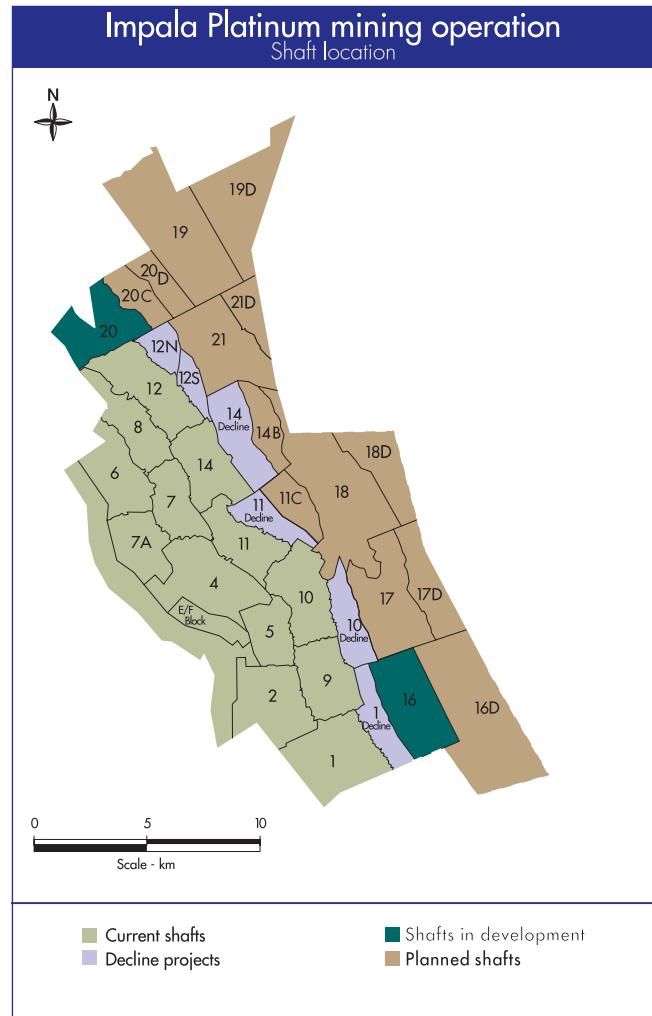 Impala Platinum mining operation
Shaft location
N
19D
19
20D
20C
21D
20
21
12N
12S
12
14
Decline
14B
8
18D
14
6
11C
18
11
Decline
7
7A
11
4
10
17D
17
E/F
Block
5
10
Decline
9
2
16
16D
1
Decline
1
0 5 10
Scale - km
Current shafts
Decline projects
Shafts in development
Planned shafts